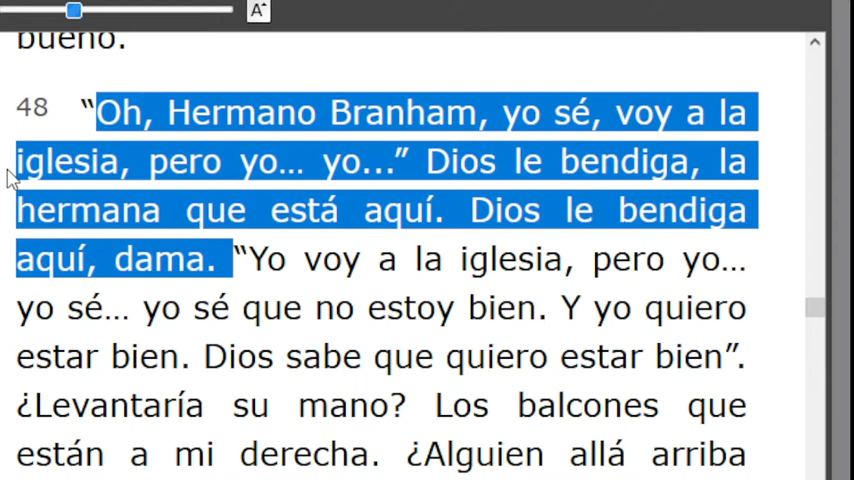 A
bueno.
48 “Oh, Hermano Branham, yo sé, voy a la
iglesia, pero yo... yo...” Dios le bendiga, la
hermana que está aquí. Dios le bendiga
aquí, dama. “Yo voy a la iglesia, pero yo...
yo sé... yo sé que no estoy bien. Y yo quiero
estar bien. Dios sabe que quiero estar bien”.
¿Levantaría su mano? Los balcones que
están a mi derecha. ¿Alguien allá arriba